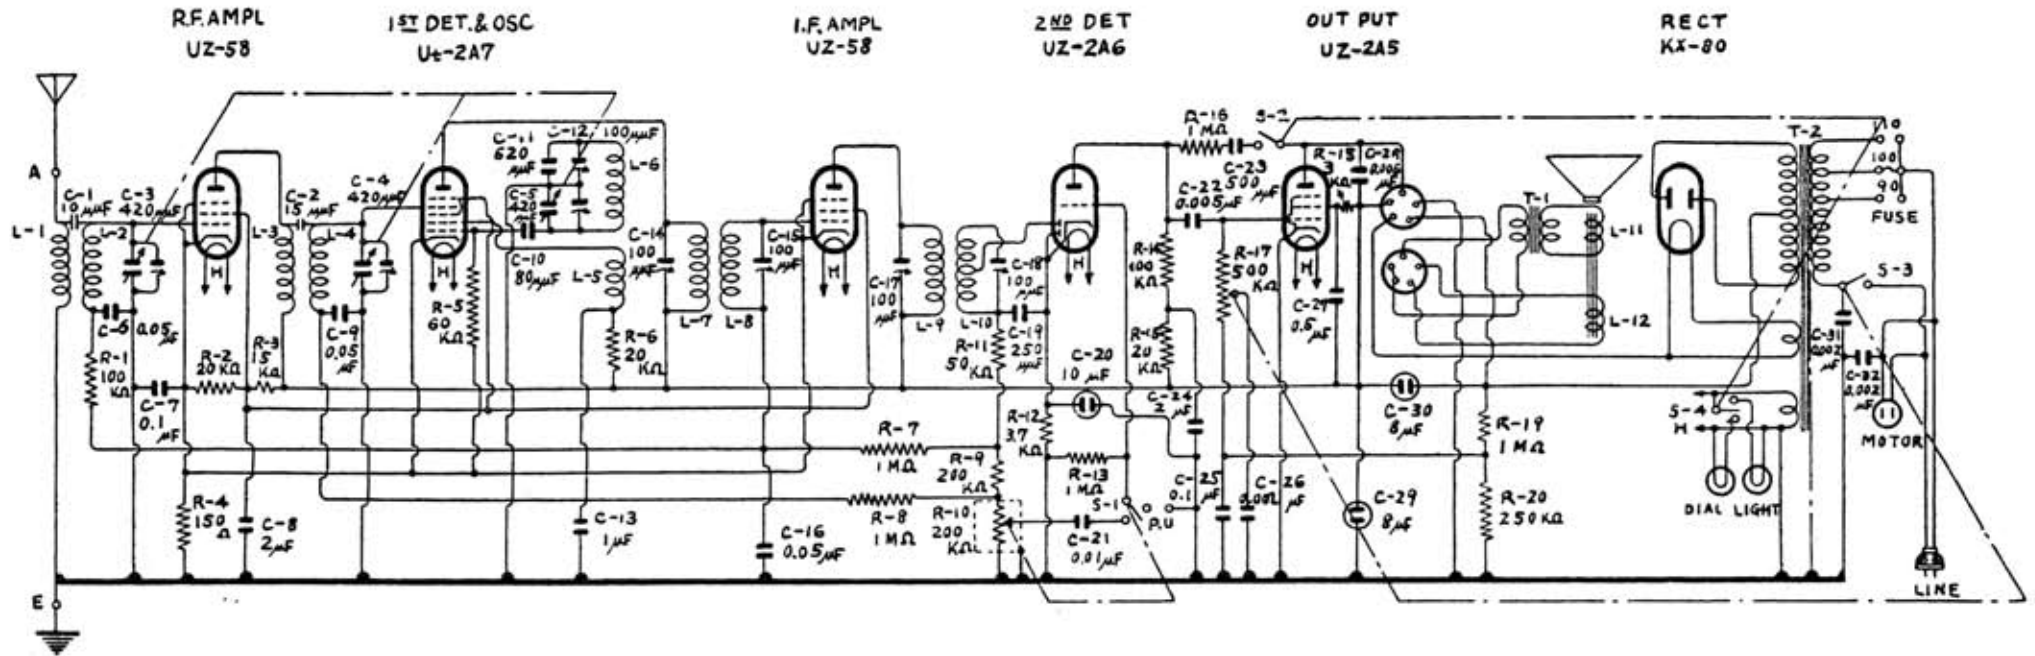 R.F. AMPL
UZ-58
1ST DET. & OSC
Ut-2A7
I.F. AMPL
UZ-58
2ND DET
UZ-2A6
OUT PUT
UZ-2A5
RECT
KX-80
A
C-1
10 μμF
L-1
L-2
C-3
420 μμF
H
L-3
C-2
15 μμF
L-4
C-4
420 μμF
H
C-11
620 μμF
C-12
100 μμF
L-6
C-5
420 μμF
C-10
80 μμF
L-5
R-5
60 KΩ
R-6
20 KΩ
C-14
100 μμF
L-7
L-8
C-15
100 μμF
H
C-17
100 μμF
L-9
L-10
C-18
100 μμF
C-19
250 μμF
R-11
50 KΩ
H
C-20
10 μF
R-16
1 MΩ
S-2
C-23
500 μμF
C-22
0.005 μF
100 KΩ
R-15
20 KΩ
R-17
500 KΩ
H
R-18
3 KΩ
C-27
0.5 μF
T-1
L-11
L-12
T-2
110
100
90
FUSE
S-3
C-31
0.002 μF
C-32
0.002 μF
MOTOR
C-6
0.05 μF
R-1
100 KΩ
C-7
0.1 μF
R-2
20 KΩ
R-3
15 KΩ
C-9
0.05 μF
R-4
150 Ω
C-8
2 μF
C-13
1 μF
R-7
1 MΩ
R-8
1 MΩ
C-16
0.05 μF
R-9
200 KΩ
R-10
200 KΩ
R-12
3.7 KΩ
R-13
1 MΩ
S-1
P.U
C-21
0.01 μF
C-24
2 μF
C-25
0.1 μF
C-26
0.002 μF
C-30
8 μF
C-29
8 μF
R-19
1 MΩ
R-20
250 KΩ
S-4
H
DIAL LIGHT
LINE
E